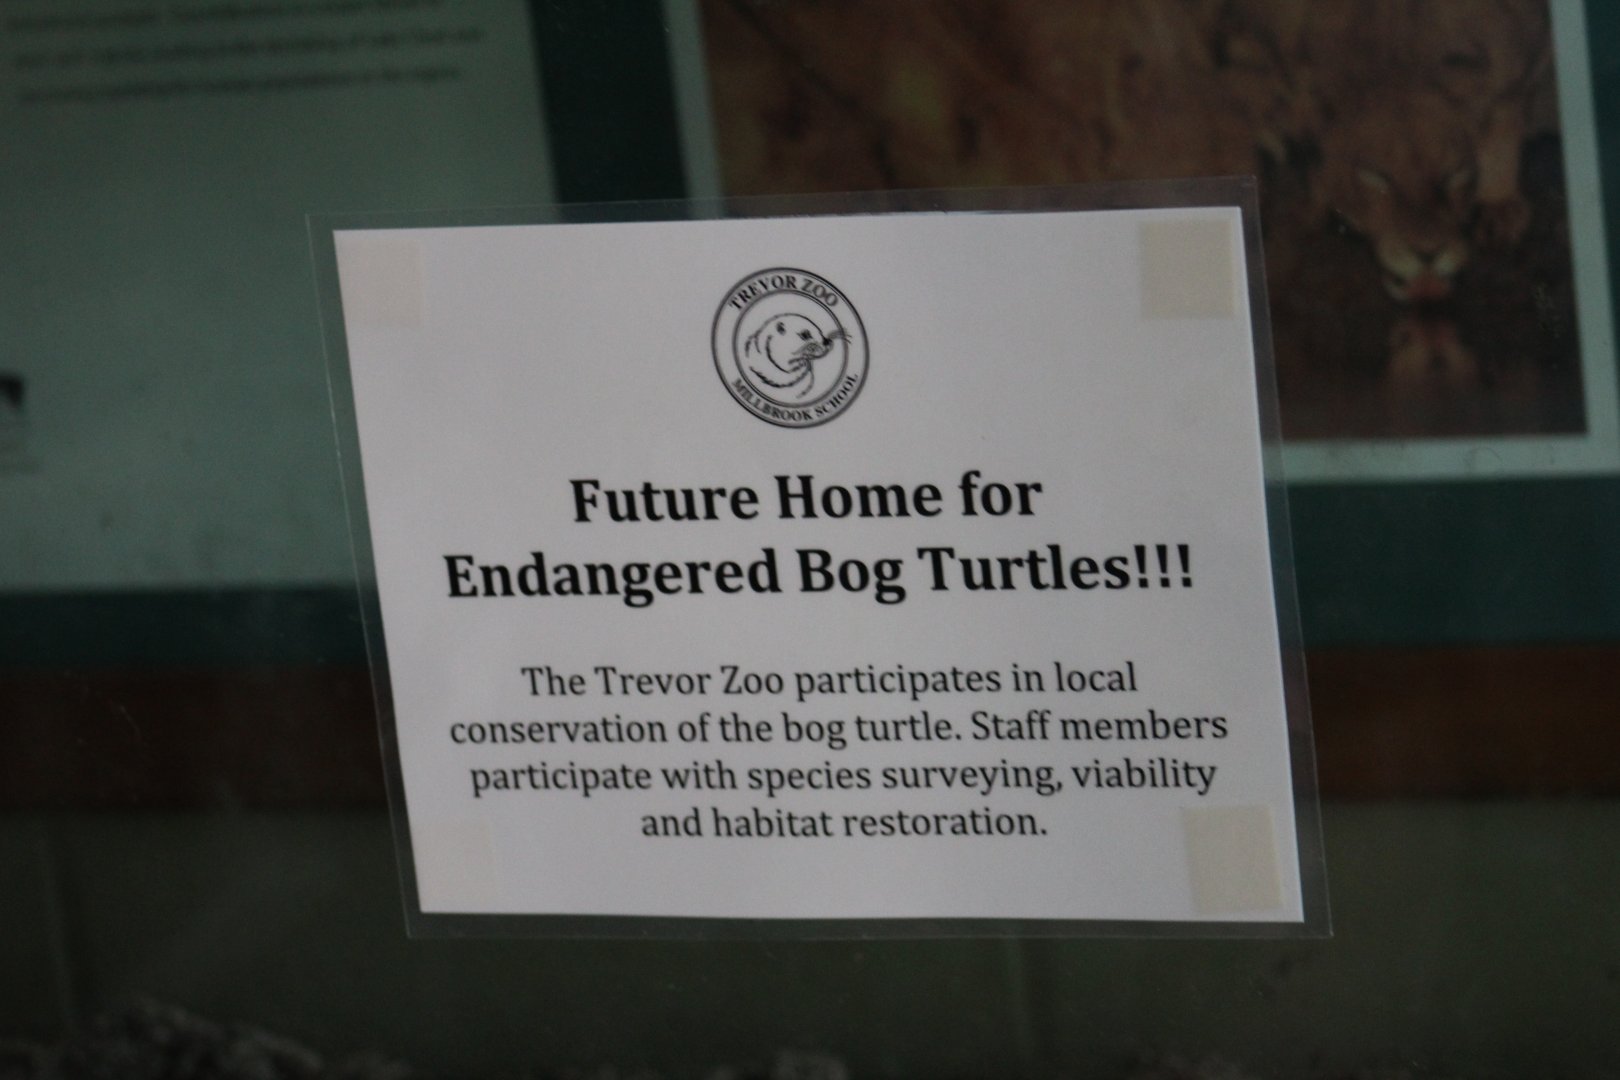 TREVOR ZOO
MILLBROOK SCHOOL
Future Home for
Endangered Bog Turtles!!!
The Trevor Zoo participates in local
conservation of the bog turtle. Staff members
participate with species surveying, viability
and habitat restoration.